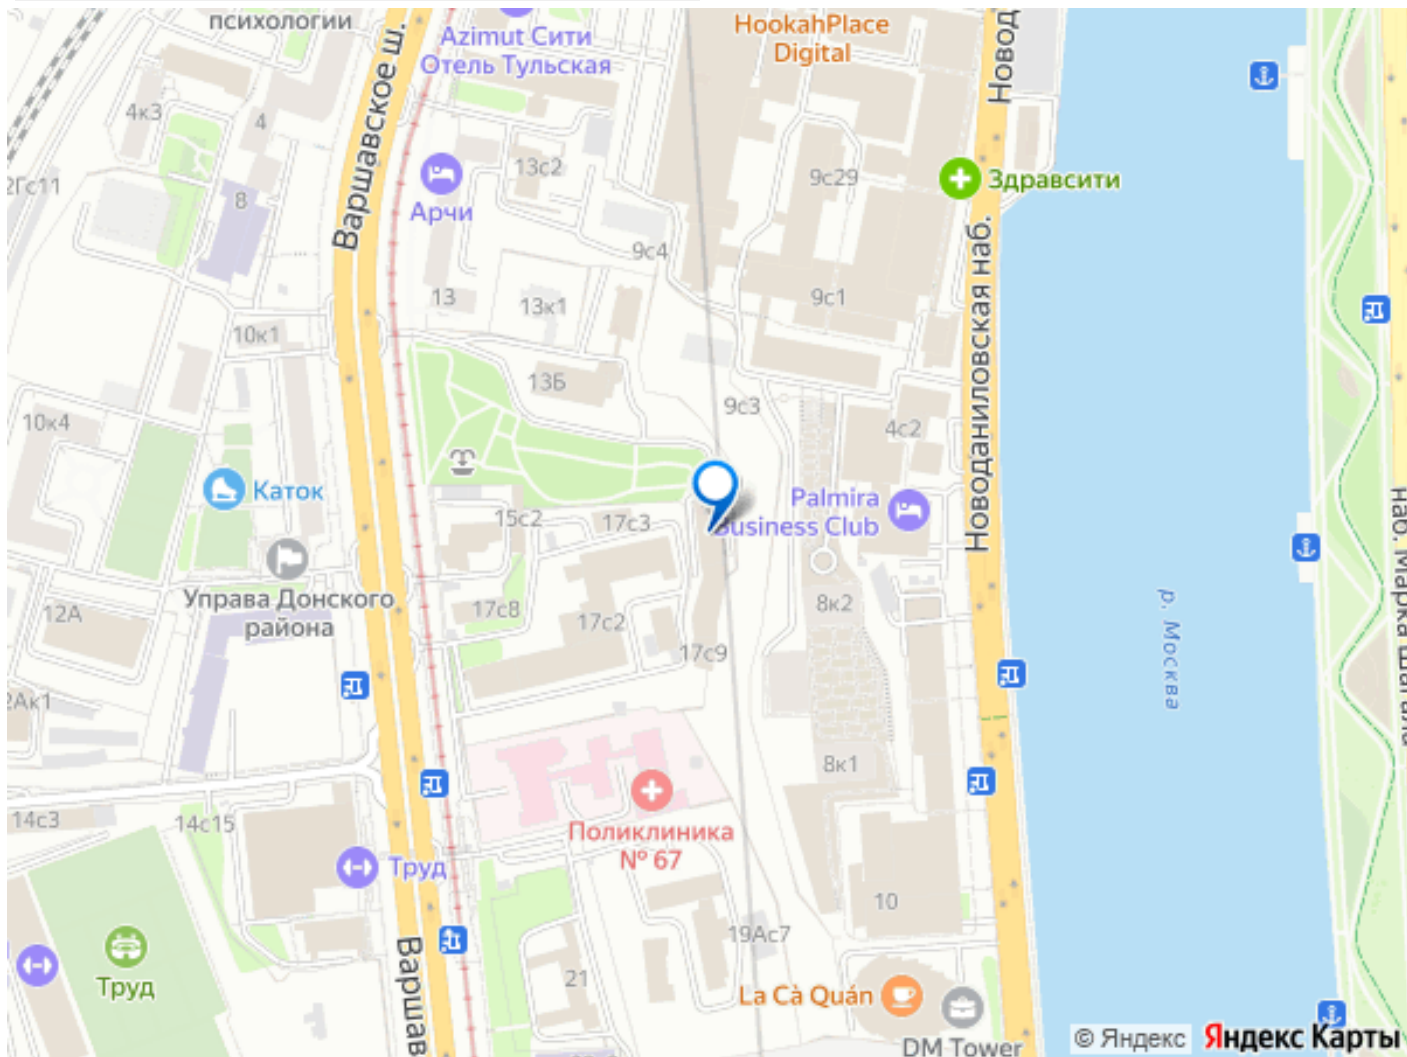 психологии
Варшавское ш.
Azimut Сити
Отель Тульская
HookahPlace
Digital
Новод
4к3
4
13с2
9с29
Здравсити
2Гс11
8
Арчи
9с4
13
13к1
9с1
10к1
Новоданиловская наб.
13Б
9с3
10к4
4с2
Каток
Palmira
Business Club
15с2
17с3
Управа Донского
района
12А
17с8
17с2
8к2
р. Москва
наб. Марка Шагала
17с9
2Ак1
8к1
14с3
14с15
Поликлиника
№ 67
Труд
10
19Ас7
Варшав
Труд
21
La Cà Quán
DM Tower
© Яндекс
Яндекс Карты